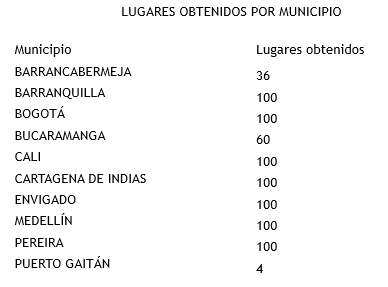 LUGARES OBTENIDOS POR MUNICIPIO
Municipio Lugares obtenidos
BARRANCABERMEJA 36
BARRANQUILLA 100
BOGOTÁ 100
BUCARAMANGA 60
CALI 100
CARTAGENA DE INDIAS 100
ENVIGADO 100
MEDELLÍN 100
PEREIRA 100
PUERTO GAITÁN 4